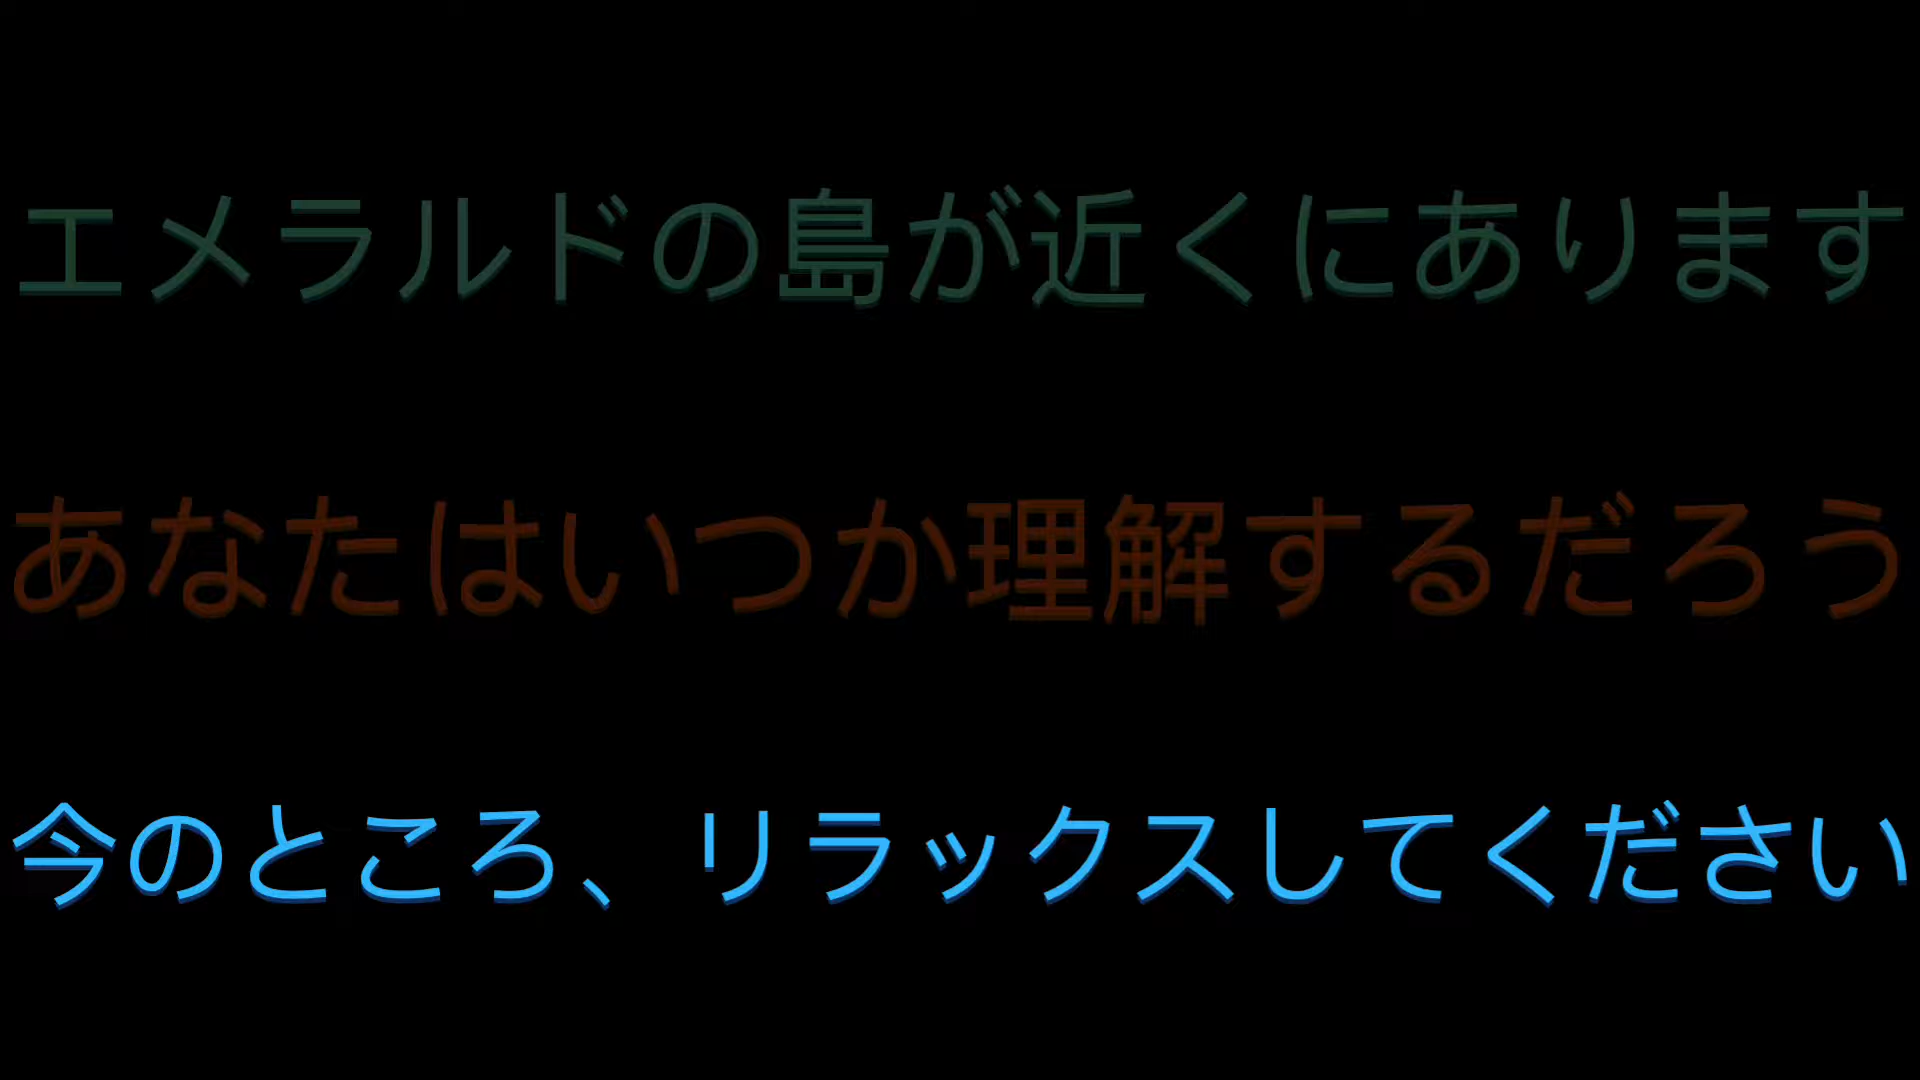 エメラルドの島が近くにあります
あなたはいつか理解するだろう
今のところ、リラックスしてください